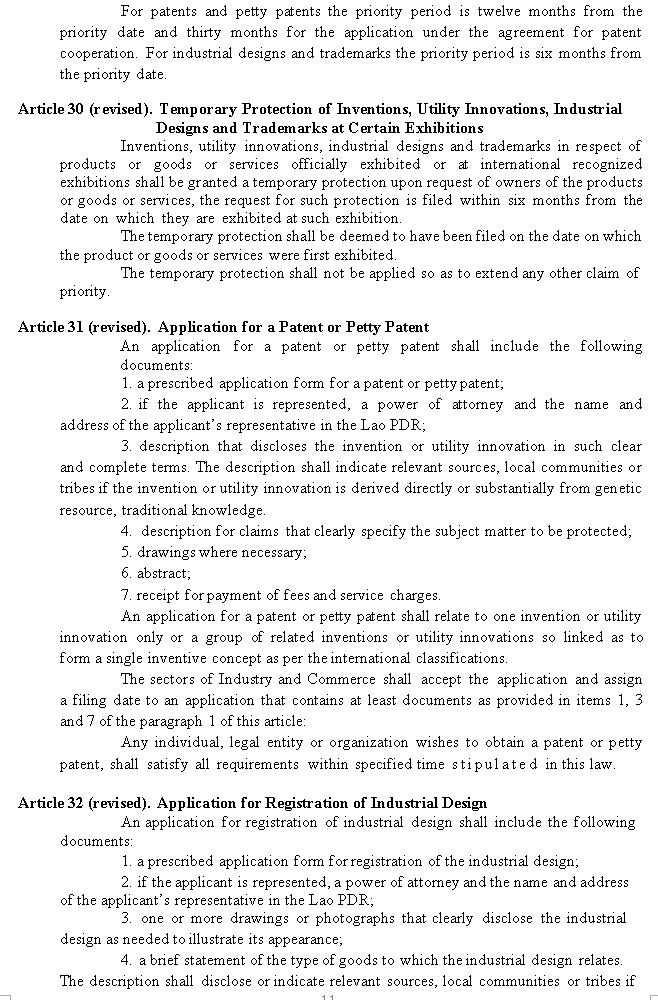 For patents and petty patents the priority period is twelve months from the
priority date and thirty months for the application under the agreement for patent
cooperation. For industrial designs and trademarks the priority period is six months from
the priority date.
Article 30 (revised). Temporary Protection of Inventions, Utility Innovations, Industrial
Designs and Trademarks at Certain Exhibitions
Inventions, utility innovations, industrial designs and trademarks in respect of
products or goods or services officially exhibited or at international recognized
exhibitions shall be granted a temporary protection upon request of owners of the products
or goods or services, the request for such protection is filed within six months from the
date on which they are exhibited at such exhibition.
The temporary protection shall be deemed to have been filed on the date on which
the product or goods or services were first exhibited.
The temporary protection shall not be applied so as to extend any other claim of
priority.
Article 31 (revised). Application for a Patent or Petty Patent
An application for a patent or petty patent shall include the following
documents:
1. a prescribed application form for a patent or petty patent;
2. if the applicant is represented, a power of attorney and the name and
address of the applicant's representative in the Lao PDR;
3. description that discloses the invention or utility innovation in such clear
and complete terms. The description shall indicate relevant sources, local communities or
tribes if the invention or utility innovation is derived directly or substantially from genetic
resource, traditional knowledge.
4. description for claims that clearly specify the subject matter to be protected;
5. drawings where necessary;
6. abstract;
7. receipt for payment of fees and service charges.
An application for a patent or petty patent shall relate to one invention or utility
innovation only or a group of related inventions or utility innovations so linked as to
form a single inventive concept as per the international classifications.
The sectors of Industry and Commerce shall accept the application and assign
a filing date to an application that contains at least documents as provided in items 1, 3
and 7 of the paragraph 1 of this article:
Any individual, legal entity or organization wishes to obtain a patent or petty
patent, shall satisfy all requirements within specified time stipulated in this law.
Article 32 (revised). Application for Registration of Industrial Design
An application for registration of industrial design shall include the following
documents:
1. a prescribed application form for registration of the industrial design;
2. if the applicant is represented, a power of attorney and the name and address
of the applicant's representative in the Lao PDR;
3. one or more drawings or photographs that clearly disclose the industrial
design as needed to illustrate its appearance;
4. a brief statement of the type of goods to which the industrial design relates.
The description shall disclose or indicate relevant sources, local communities or tribes if